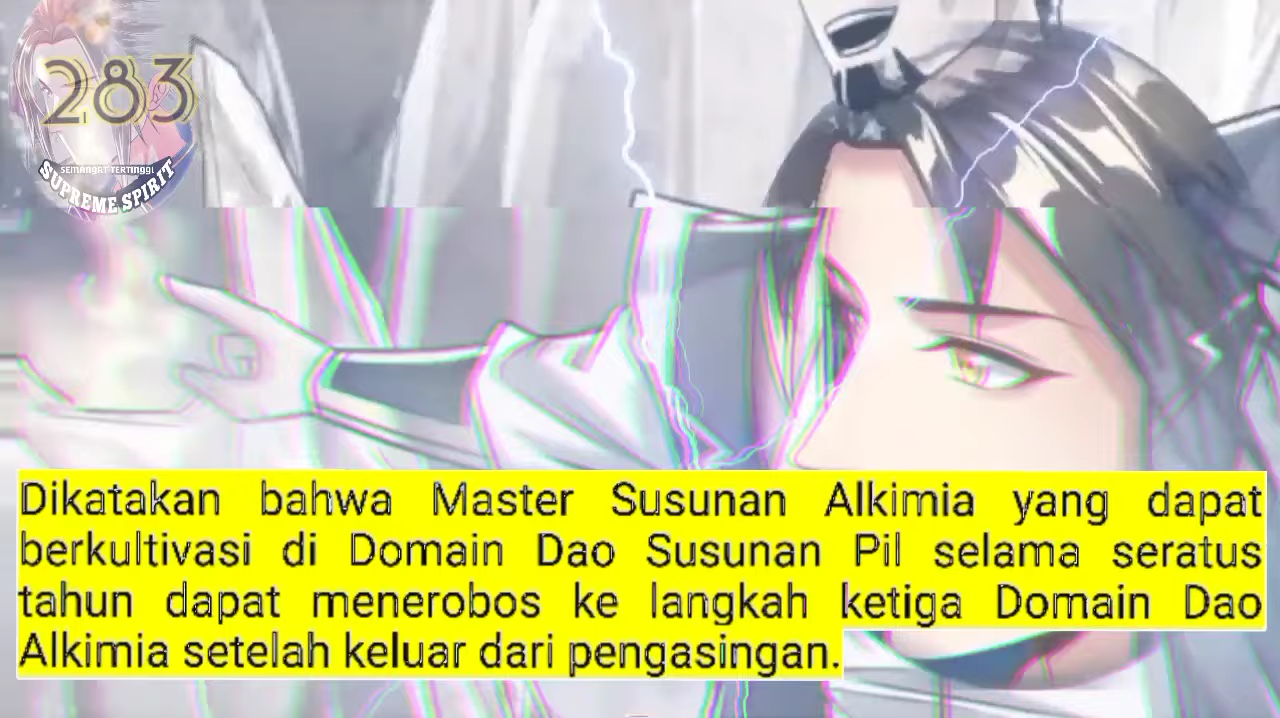 283
SEMANGAT TERTINGGI
SUPREME SPIRIT
Dikatakan bahwa Master Susunan Alkimia yang dapat
berkultivasi di Domain Dao Susunan Pil selama seratus
tahun dapat menerobos ke langkah ketiga Domain Dao
Alkimia setelah keluar dari pengasingan.